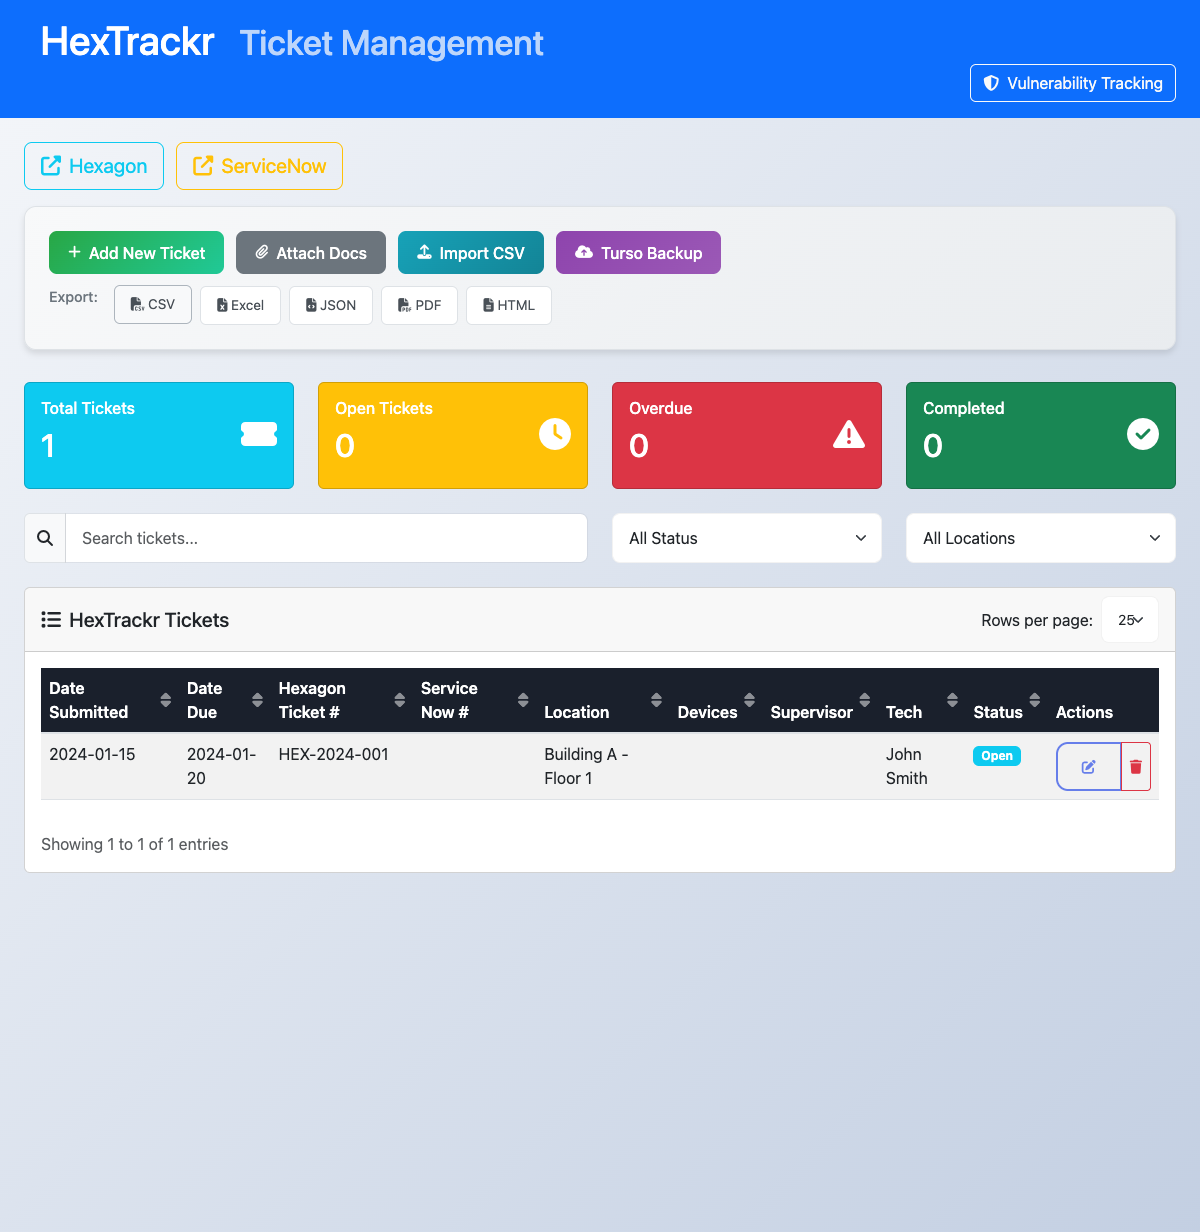 HexTrackr Ticket Management
Vulnerability Tracking
Hexagon ServiceNow
Add New Ticket Attach Docs Import CSV Turso Backup
Export: CSV Excel JSON PDF HTML
Total Tickets
1
Open Tickets
0
Overdue
0
Completed
0
Search tickets... All Status All Locations
HexTrackr Tickets Rows per page: 25
Date Submitted Date Due Hexagon Ticket # Service Now # Location Devices Supervisor Tech Status Actions
2024-01-15 2024-01-20 HEX-2024-001 Building A - Floor 1 John Smith Open
Showing 1 to 1 of 1 entries